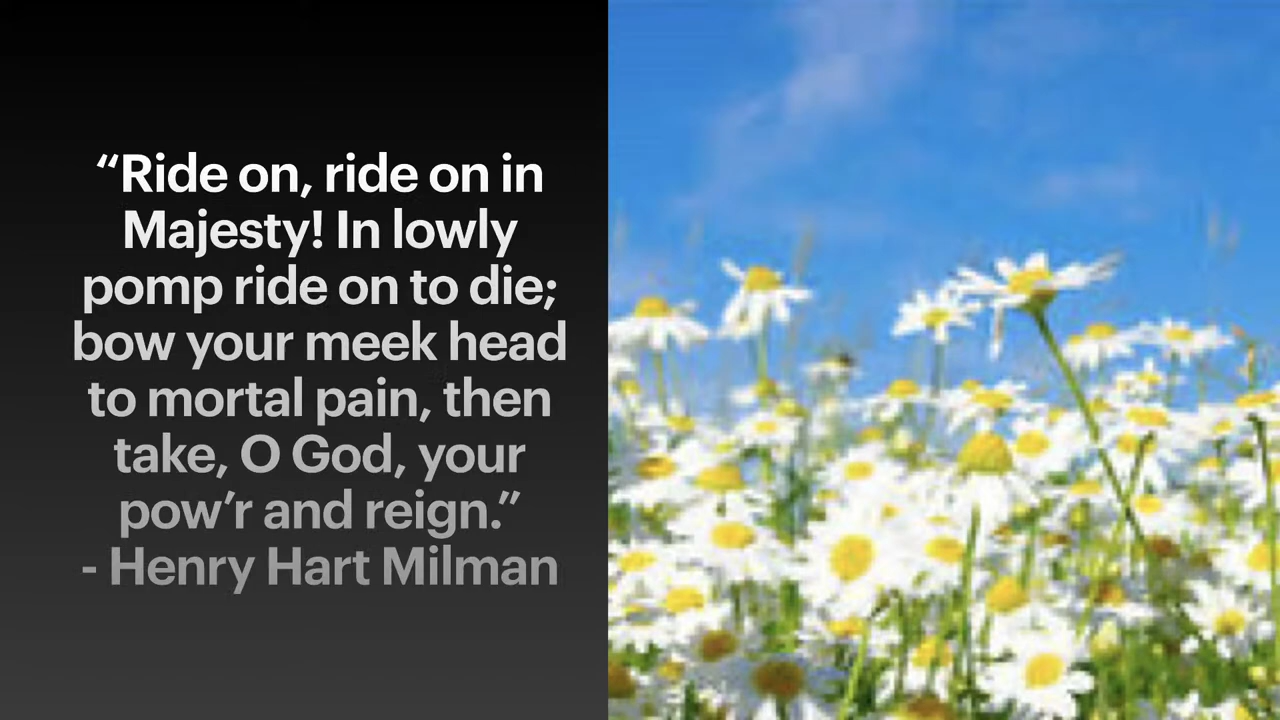 “Ride on, ride on in
Majesty! In lowly
pomp ride on to die;
bow your meek head
to mortal pain, then
take, O God, your
pow’r and reign.”
- Henry Hart Milman